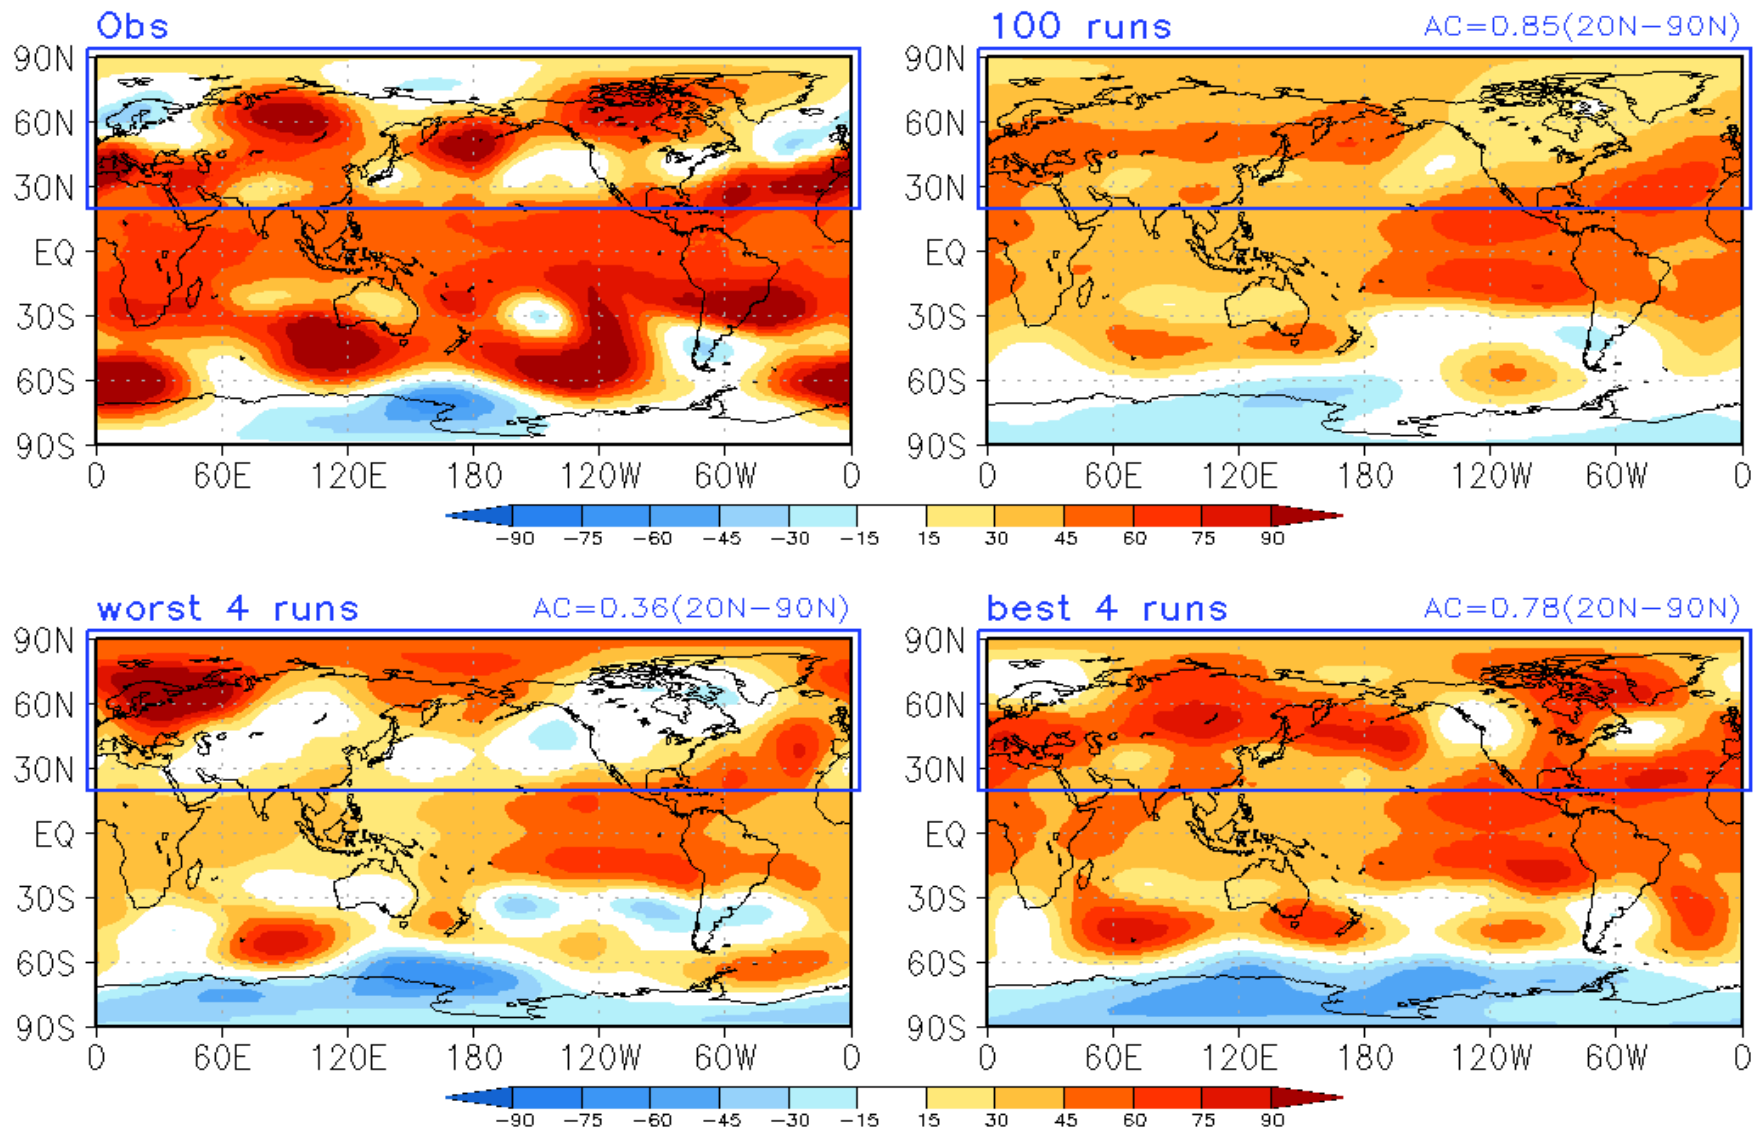 Obs
100 runs AC=0.85(20N−90N)
90N
60N
30N
EQ
30S
60S
90S
0 60E 120E 180 120W 60W 0
90N
60N
30N
EQ
30S
60S
90S
0 60E 120E 180 120W 60W 0
−90 −75 −60 −45 −30 −15 15 30 45 60 75 90
worst 4 runs AC=0.36(20N−90N)
best 4 runs AC=0.78(20N−90N)
90N
60N
30N
EQ
30S
60S
90S
0 60E 120E 180 120W 60W 0
90N
60N
30N
EQ
30S
60S
90S
0 60E 120E 180 120W 60W 0
−90 −75 −60 −45 −30 −15 15 30 45 60 75 90